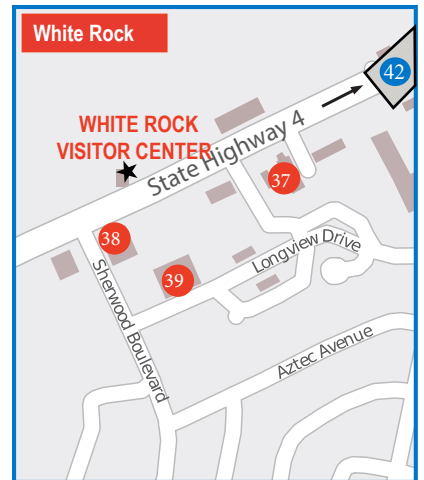 White Rock
42
WHITE ROCK
VISITOR CENTER
State Highway 4
37
38
39
Longview Drive
Sherwood Boulevard
Aztec Avenue